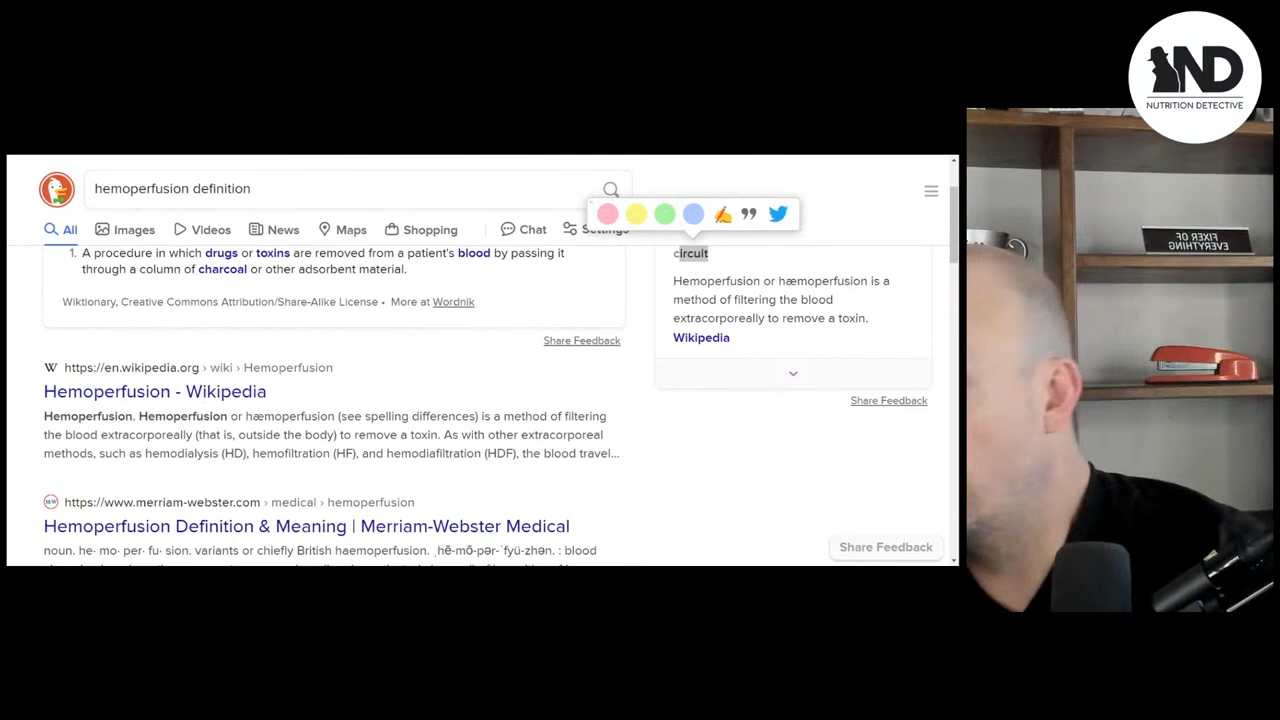 ND
NUTRITION DETECTIVE
hemoperfusion definition
All
Images
Videos
News
Maps
Shopping
Chat
Settings
1. A procedure in which drugs or toxins are removed from a patient's blood by passing it
through a column of charcoal or other adsorbent material.
Wiktionary, Creative Commons Attribution/Share-Alike License • More at Wordnik
Share Feedback
circuit
Hemoperfusion or hæmoperfusion is a
method of filtering the blood
extracorporeally to remove a toxin.
Wikipedia
Share Feedback
W https://en.wikipedia.org › wiki › Hemoperfusion
Hemoperfusion - Wikipedia
Hemoperfusion. Hemoperfusion or hæmoperfusion (see spelling differences) is a method of filtering
the blood extracorporeally (that is, outside the body) to remove a toxin. As with other extracorporeal
methods, such as hemodialysis (HD), hemofiltration (HF), and hemodiafiltration (HDF), the blood travel...
https://www.merriam-webster.com › medical › hemoperfusion
Hemoperfusion Definition & Meaning | Merriam-Webster Medical
noun. he· mo· per· fu· sion. variants or chiefly British haemoperfusion. ˌhē-mō-pər-ˈfyü-zhən. : blood
Share Feedback
FIXER OF
EVERYTHING